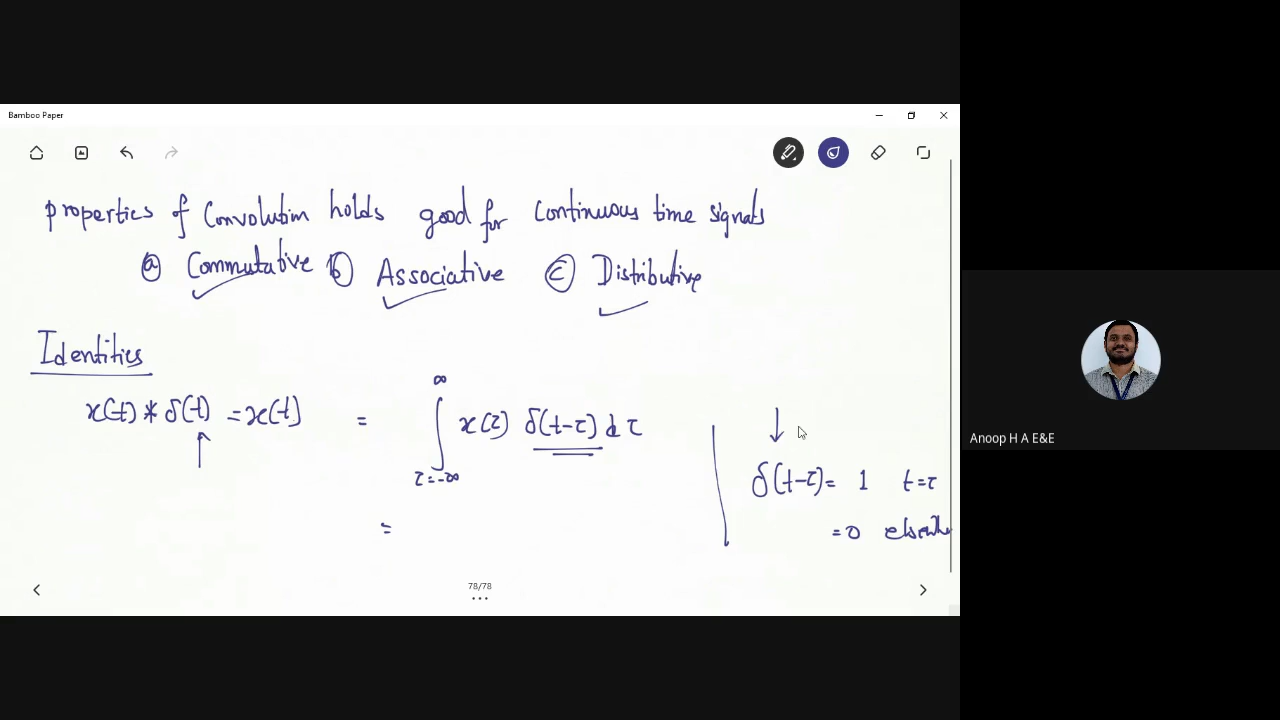 Bamboo Paper
properties of Convolution holds good for continuous time signals
ⓐ Commutative ⓑ Associative ⓒ Distributive
Identities
x(t) * δ(t) = x(t) = ∫ x(τ) δ(t-τ) dτ
∞
τ=-∞
↓
δ(t-τ) = 1 t=τ
= 0
=
78/78
Anoop H A E&E